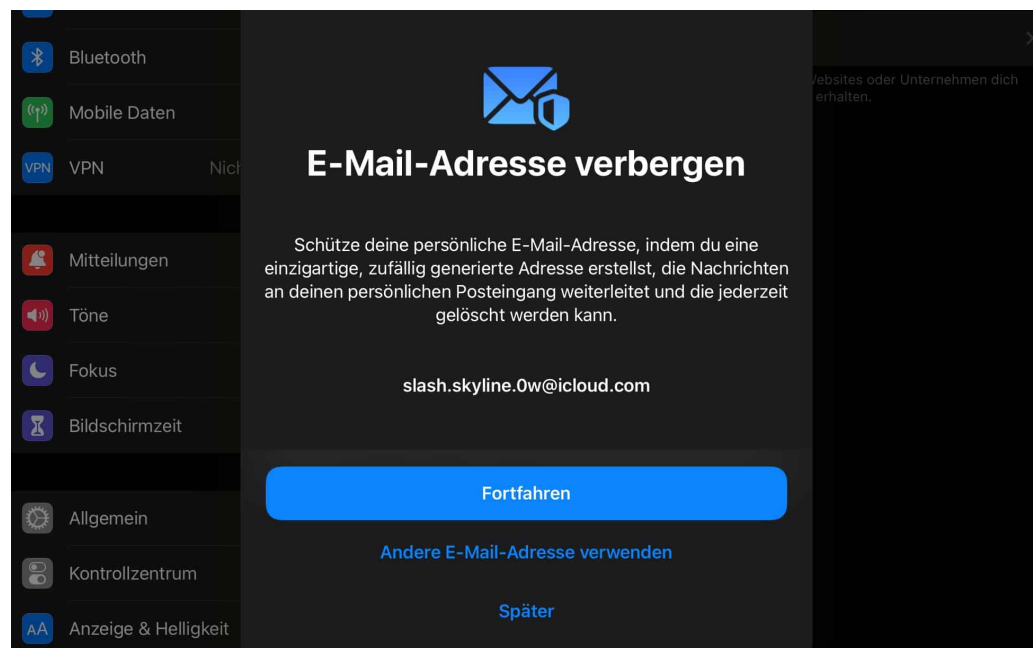 Bluetooth
Mobile Daten
VPN
VPN Nich
Mitteilungen
Töne
Fokus
Bildschirmzeit
Allgemein
Kontrollzentrum
AA Anzeige & Helligkeit
E-Mail-Adresse verbergen
Schütze deine persönliche E-Mail-Adresse, indem du eine
einzigartige, zufällig generierte Adresse erstellst, die Nachrichten
an deinen persönlichen Posteingang weiterleitet und die jederzeit
gelöscht werden kann.
slash.skyline.0w@icloud.com
Fortfahren
Andere E-Mail-Adresse verwenden
Später
Websites oder Unternehmen dich
erhalten.